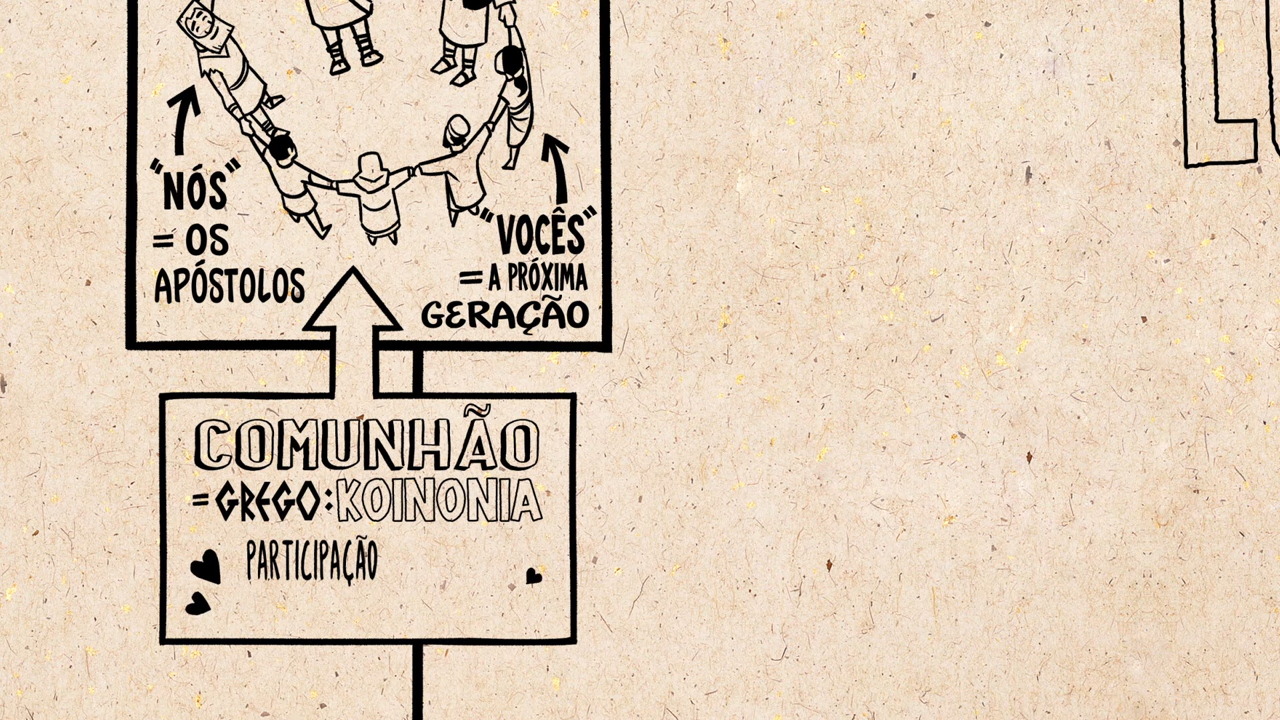 "NÓS"
= OS
APÓSTOLOS
"VOCÊS"
= A PRÓXIMA
GERAÇÃO
COMUNHÃO
= GREGO: KOINONIA
PARTICIPAÇÃO